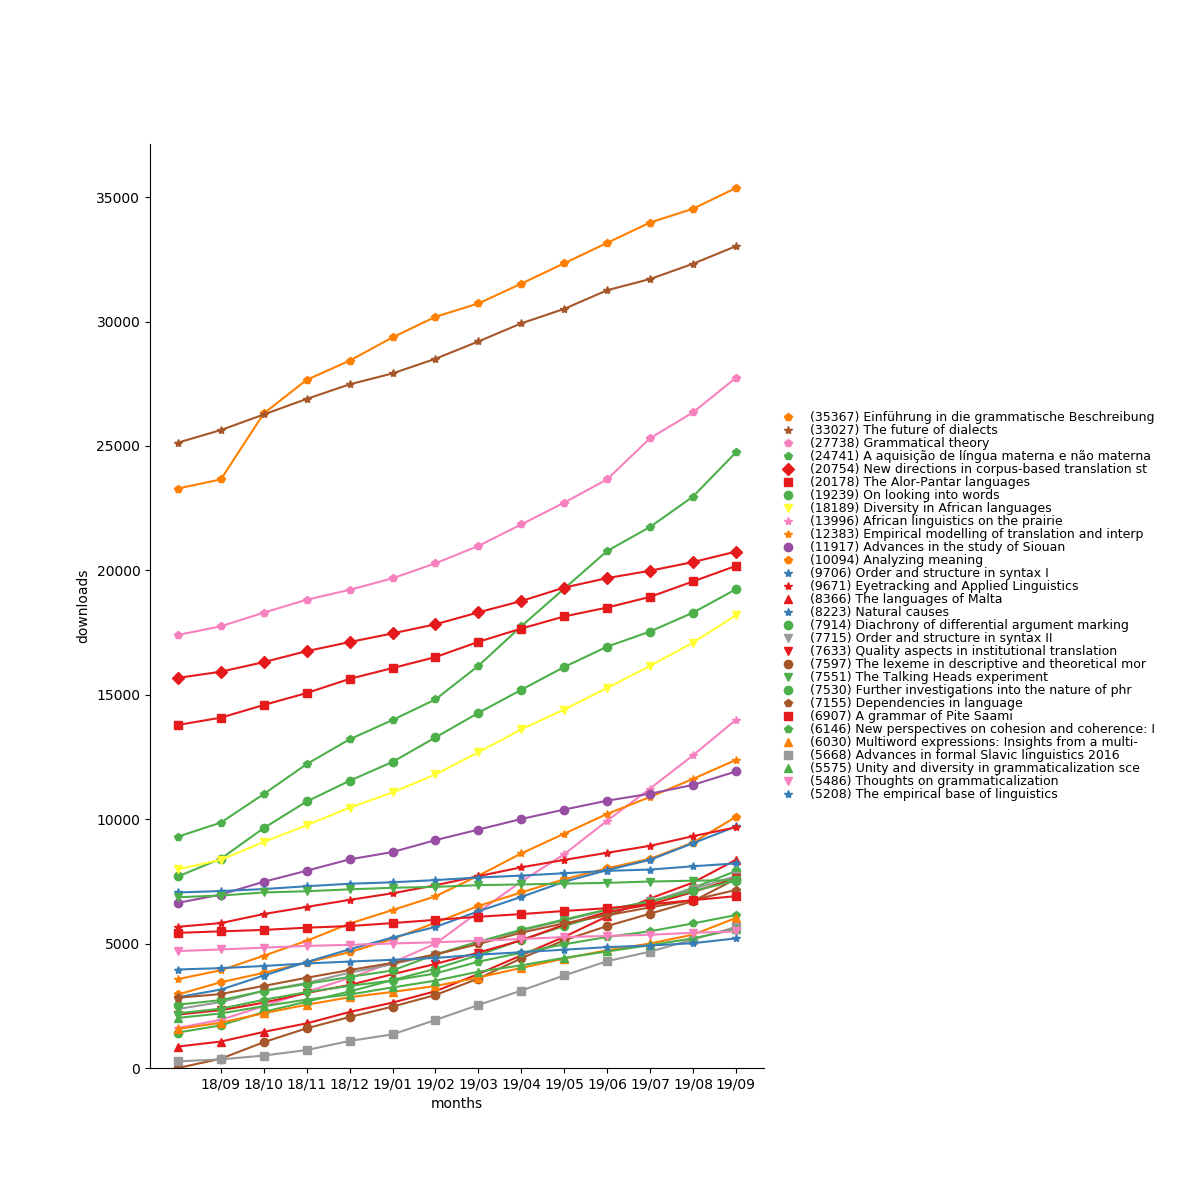 35000
30000
25000
20000
15000
10000
5000
0
downloads
18/09 18/10 18/11 18/12 19/01 19/02 19/03 19/04 19/05 19/06 19/07 19/08 19/09
months
(35367) Einführung in die grammatische Beschreibung
(33027) The future of dialects
(27738) Grammatical theory
(24741) A aquisição de língua materna e não materna
(20754) New directions in corpus-based translation st
(20178) The Alor-Pantar languages
(19239) On looking into words
(18189) Diversity in African languages
(13996) African linguistics on the prairie
(12383) Empirical modelling of translation and interp
(11917) Advances in the study of Siouan
(10094) Analyzing meaning
(9706) Order and structure in syntax I
(9671) Eyetracking and Applied Linguistics
(8366) The languages of Malta
(8223) Natural causes
(7914) Diachrony of differential argument marking
(7715) Order and structure in syntax II
(7633) Quality aspects in institutional translation
(7597) The lexeme in descriptive and theoretical mor
(7551) The Talking Heads experiment
(7530) Further investigations into the nature of phr
(7155) Dependencies in language
(6907) A grammar of Pite Saami
(6146) New perspectives on cohesion and coherence: I
(6030) Multiword expressions: Insights from a multi-
(5668) Advances in formal Slavic linguistics 2016
(5575) Unity and diversity in grammaticalization sce
(5486) Thoughts on grammaticalization
(5208) The empirical base of linguistics